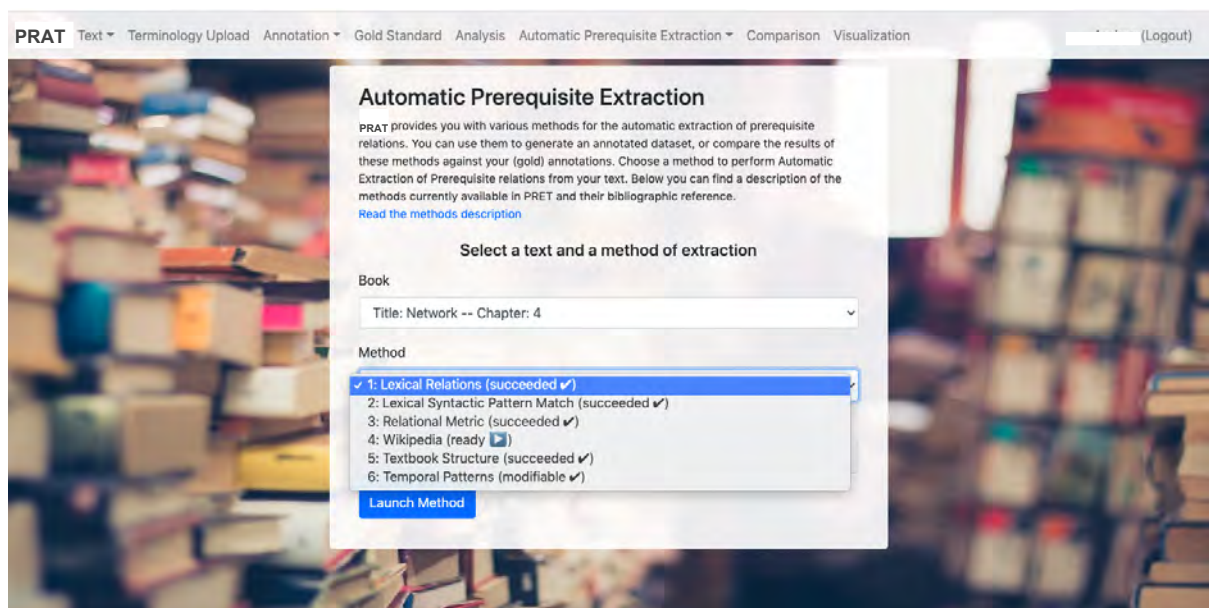 PRAT Text Terminology Upload Annotation Gold Standard Analysis Automatic Prerequisite Extraction Comparison Visualization (Logout)
Automatic Prerequisite Extraction
PRAT provides you with various methods for the automatic extraction of prerequisite
relations. You can use them to generate an annotated dataset, or compare the results of
these methods against your (gold) annotations. Choose a method to perform Automatic
Extraction of Prerequisite relations from your text. Below you can find a description of the
methods currently available in PRET and their bibliographic reference.
Read the methods description
Select a text and a method of extraction
Book
Title: Network -- Chapter: 4
Method
✓ 1: Lexical Relations (succeeded ✔)
2: Lexical Syntactic Pattern Match (succeeded ✔)
3: Relational Metric (succeeded ✔)
4: Wikipedia (ready ▶)
5: Textbook Structure (succeeded ✔)
6: Temporal Patterns (modifiable ✔)
Launch Method